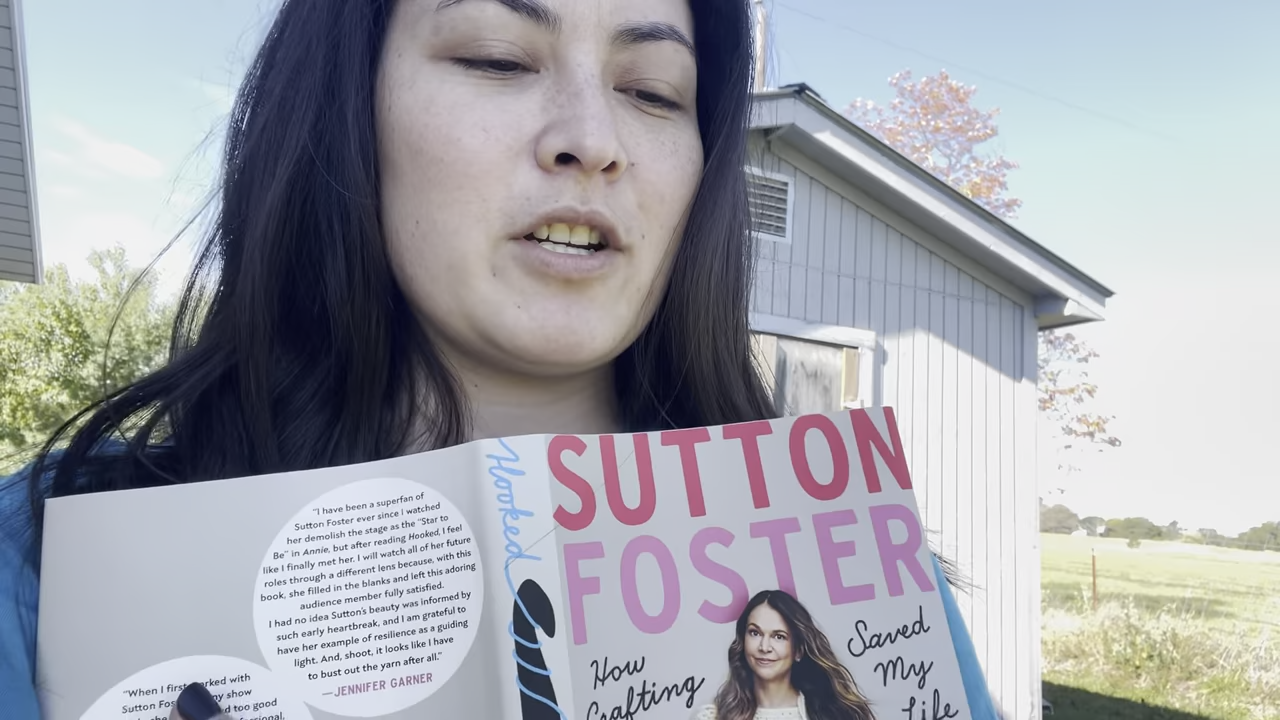 "I have been a superfan of
Sutton Foster ever since I watched
her demolish the stage as the "Star to
Be" in Annie, but after reading Hooked, I feel
like I finally met her. I will watch all of her future
roles through a different lens because, with this
book, she filled in the blanks and left this adoring
audience member fully satisfied.
I had no idea Sutton's beauty was informed by
such early heartbreak, and I am grateful to
have her example of resilience as a guiding
light. And, shoot, it looks like I have
to bust out the yarn after all."
—JENNIFER GARNER
"When I first worked with
Sutton
my show
too good
Hooked
SUTTON
FOSTER
How
Crafting
Saved
My
Life